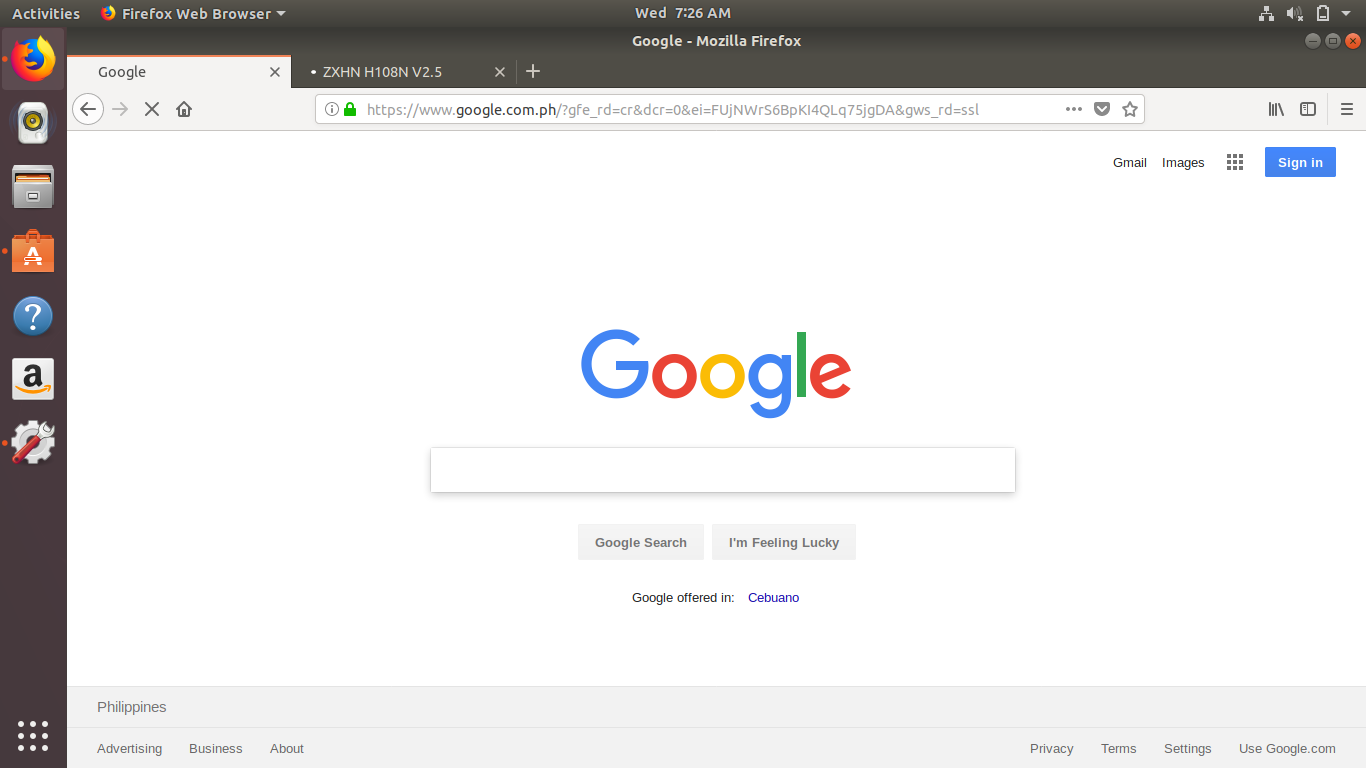 Activities Firefox Web Browser Wed 7:26 AM
Google - Mozilla Firefox
Google ZXHN H108N V2.5
https://www.google.com.ph/?gfe_rd=cr&dcr=0&ei=FUjNWrS6BpKI4QLq75jgDA&gws_rd=ssl
Gmail Images Sign in
Google
Google Search I'm Feeling Lucky
Google offered in: Cebuano
Philippines
Advertising Business About Privacy Terms Settings Use Google.com